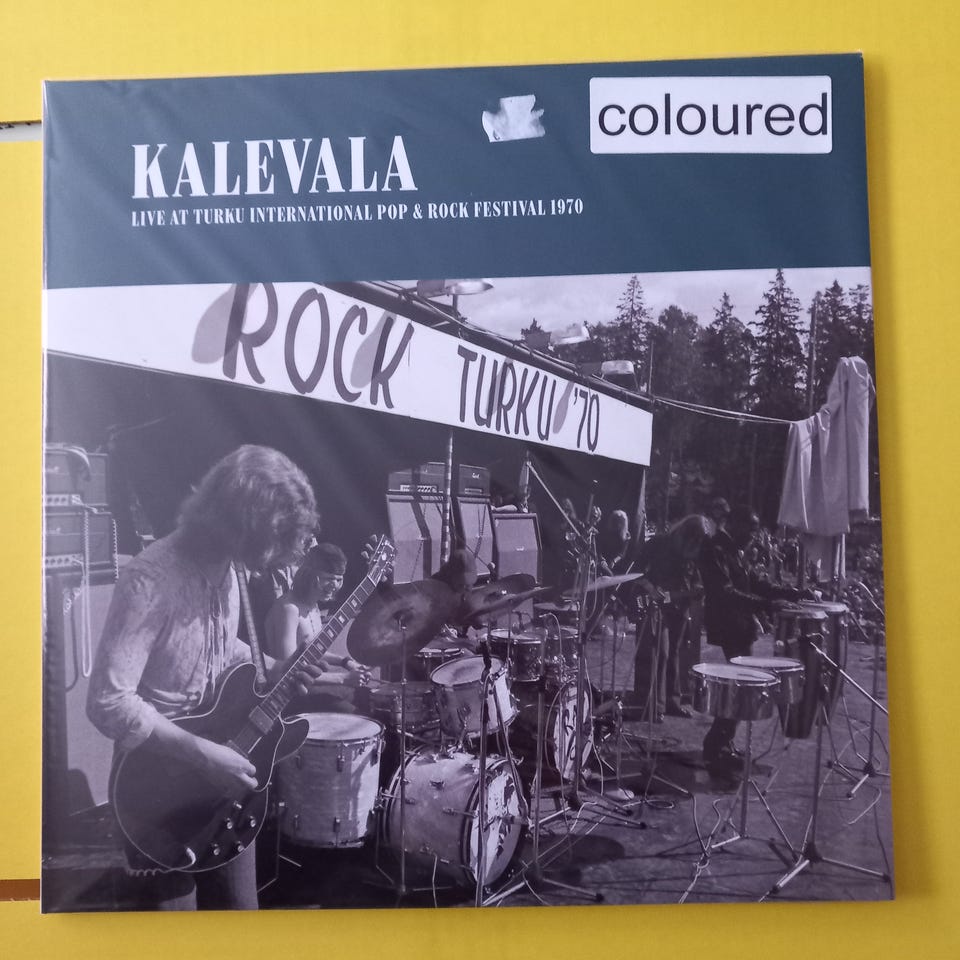 coloured
KALEVALA
LIVE AT TURKU INTERNATIONAL POP & ROCK FESTIVAL 1970
ROCK TURKU '70